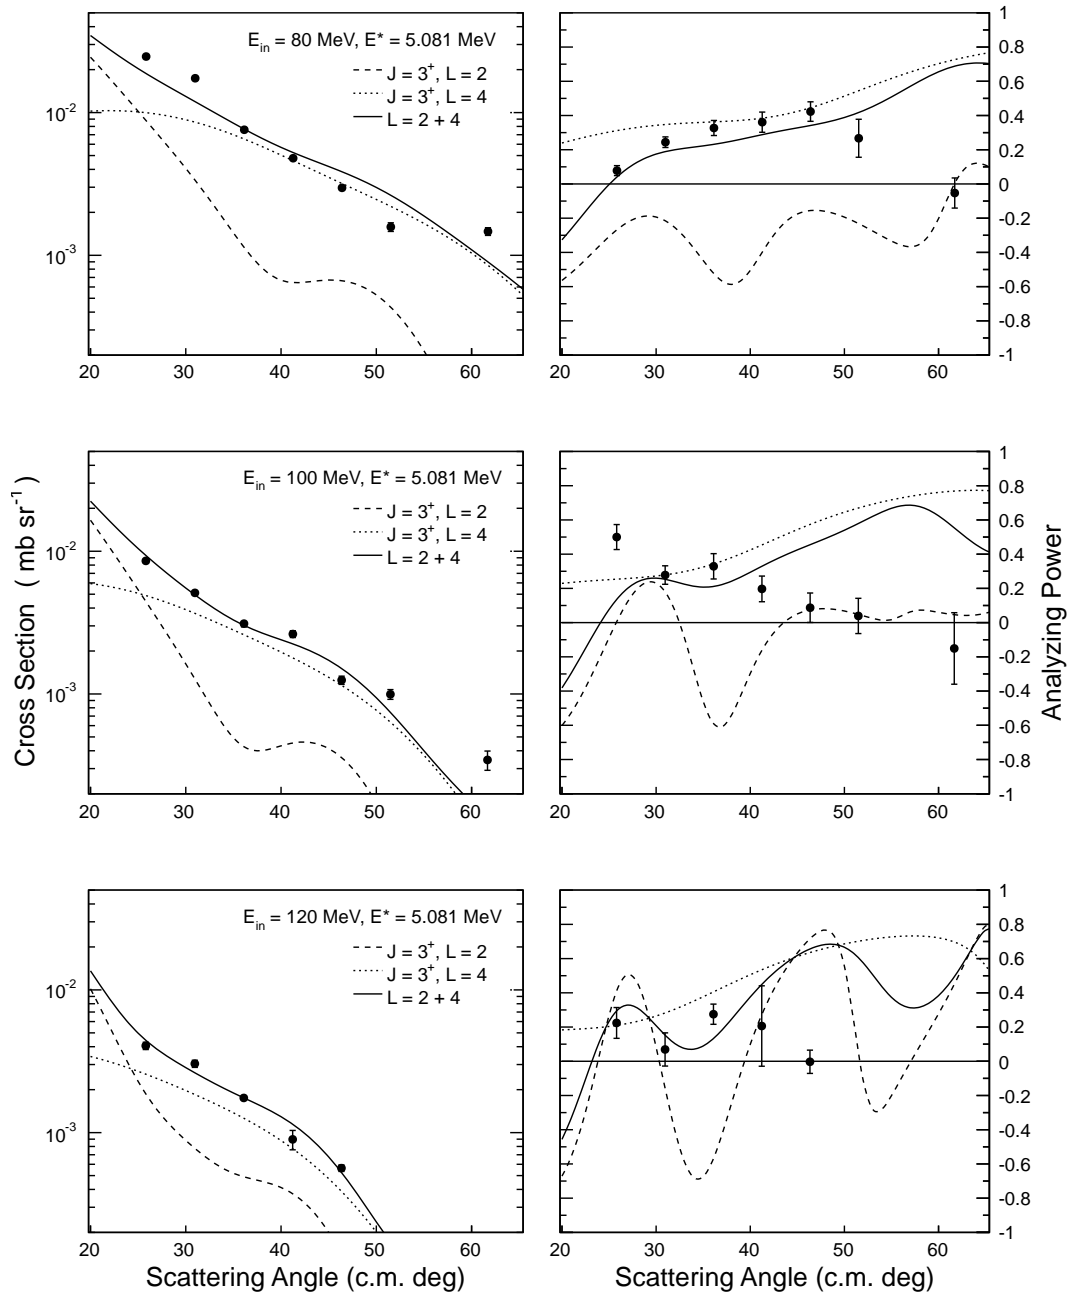 E_in = 80 MeV, E* = 5.081 MeV
J = 3⁺, L = 2
J = 3⁺, L = 4
L = 2 + 4
10⁻²
10⁻³
20 30 40 50 60
1
0.8
0.6
0.4
0.2
0
-0.2
-0.4
-0.6
-0.8
-1
20 30 40 50 60
E_in = 100 MeV, E* = 5.081 MeV
J = 3⁺, L = 2
J = 3⁺, L = 4
L = 2 + 4
10⁻²
10⁻³
20 30 40 50 60
Cross Section ( mb sr⁻¹ )
1
0.8
0.6
0.4
0.2
0
-0.2
-0.4
-0.6
-0.8
-1
20 30 40 50 60
Analyzing Power
E_in = 120 MeV, E* = 5.081 MeV
J = 3⁺, L = 2
J = 3⁺, L = 4
L = 2 + 4
10⁻²
10⁻³
20 30 40 50 60
Scattering Angle (c.m. deg)
1
0.8
0.6
0.4
0.2
0
-0.2
-0.4
-0.6
-0.8
-1
20 30 40 50 60
Scattering Angle (c.m. deg)